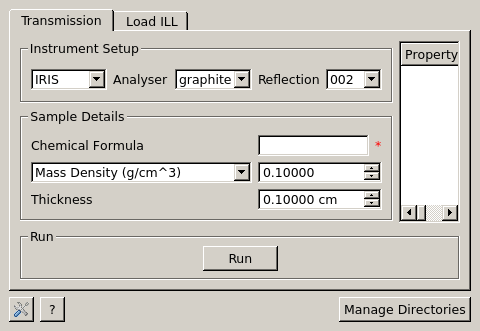 Transmission Load ILL
Instrument Setup
IRIS Analyser graphite Reflection 002
Property
Sample Details
Chemical Formula *
Mass Density (g/cm^3) 0.10000
Thickness 0.10000 cm
Run
Run
? Manage Directories